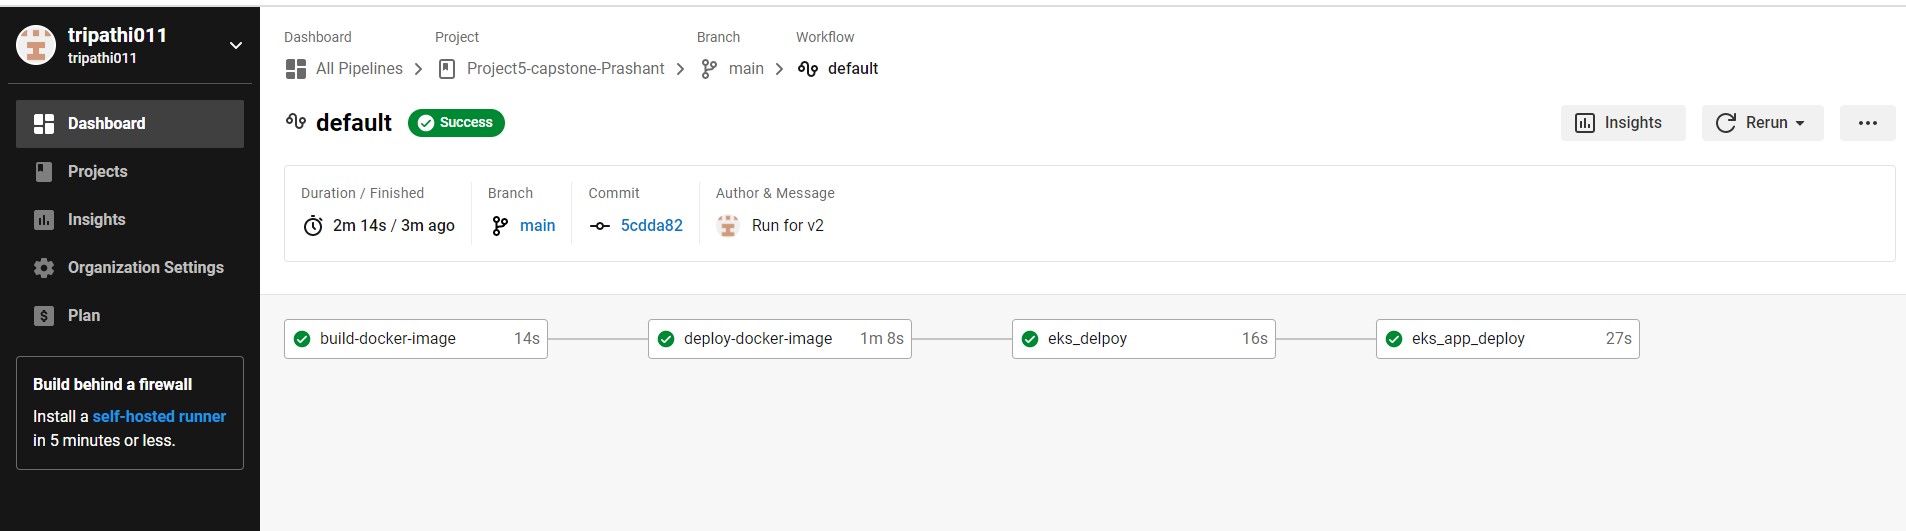 tripathi011
tripathi011
Dashboard
Projects
Insights
Organization Settings
Plan
Build behind a firewall
Install a self-hosted runner
in 5 minutes or less.
Dashboard Project Branch Workflow
All Pipelines Project5-capstone-Prashant main default
default Success Insights Rerun
Duration / Finished Branch Commit Author & Message
2m 14s / 3m ago main 5cdda82 Run for v2
build-docker-image 14s deploy-docker-image 1m 8s eks_delpoy 16s eks_app_deploy 27s